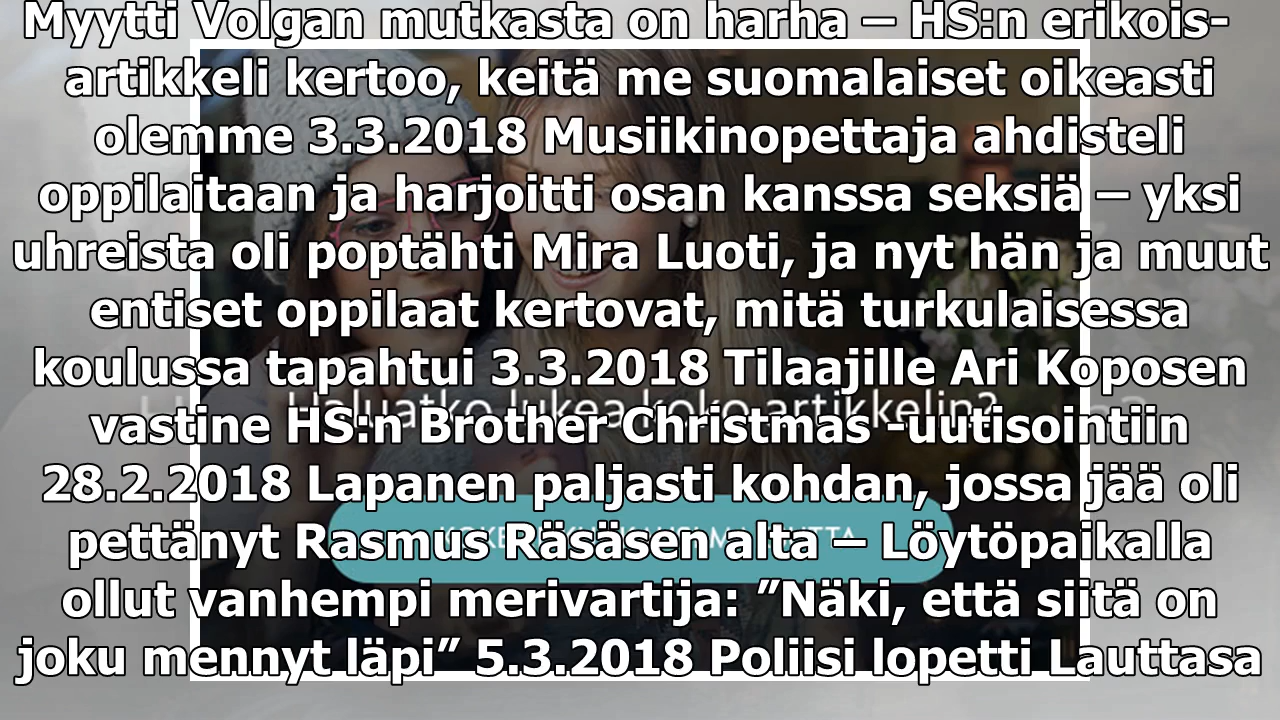 Myytti Volgan mutkasta on harha – HS:n erikois-
artikkeli kertoo, keitä me suomalaiset oikeasti
olemme 3.3.2018 Musiikinopettaja ahdisteli
oppilaitaan ja harjoitti osan kanssa seksiä – yksi
uhreista oli poptähti Mira Luoti, ja nyt hän ja muut
entiset oppilaat kertovat, mitä turkulaisessa
koulussa tapahtui 3.3.2018 Tilaajille Ari Koposen
Haluatko lukea koko artikkelin?
vastine HS:n Brother Christmas -uutisointiin
28.2.2018 Lapanen paljasti kohdan, jossa jää oli
pettänyt Rasmus Räsäsen alta – Löytöpaikalla
ollut vanhempi merivartija: ”Näki, että siitä on
joku mennyt läpi” 5.3.2018 Poliisi lopetti Lauttasa